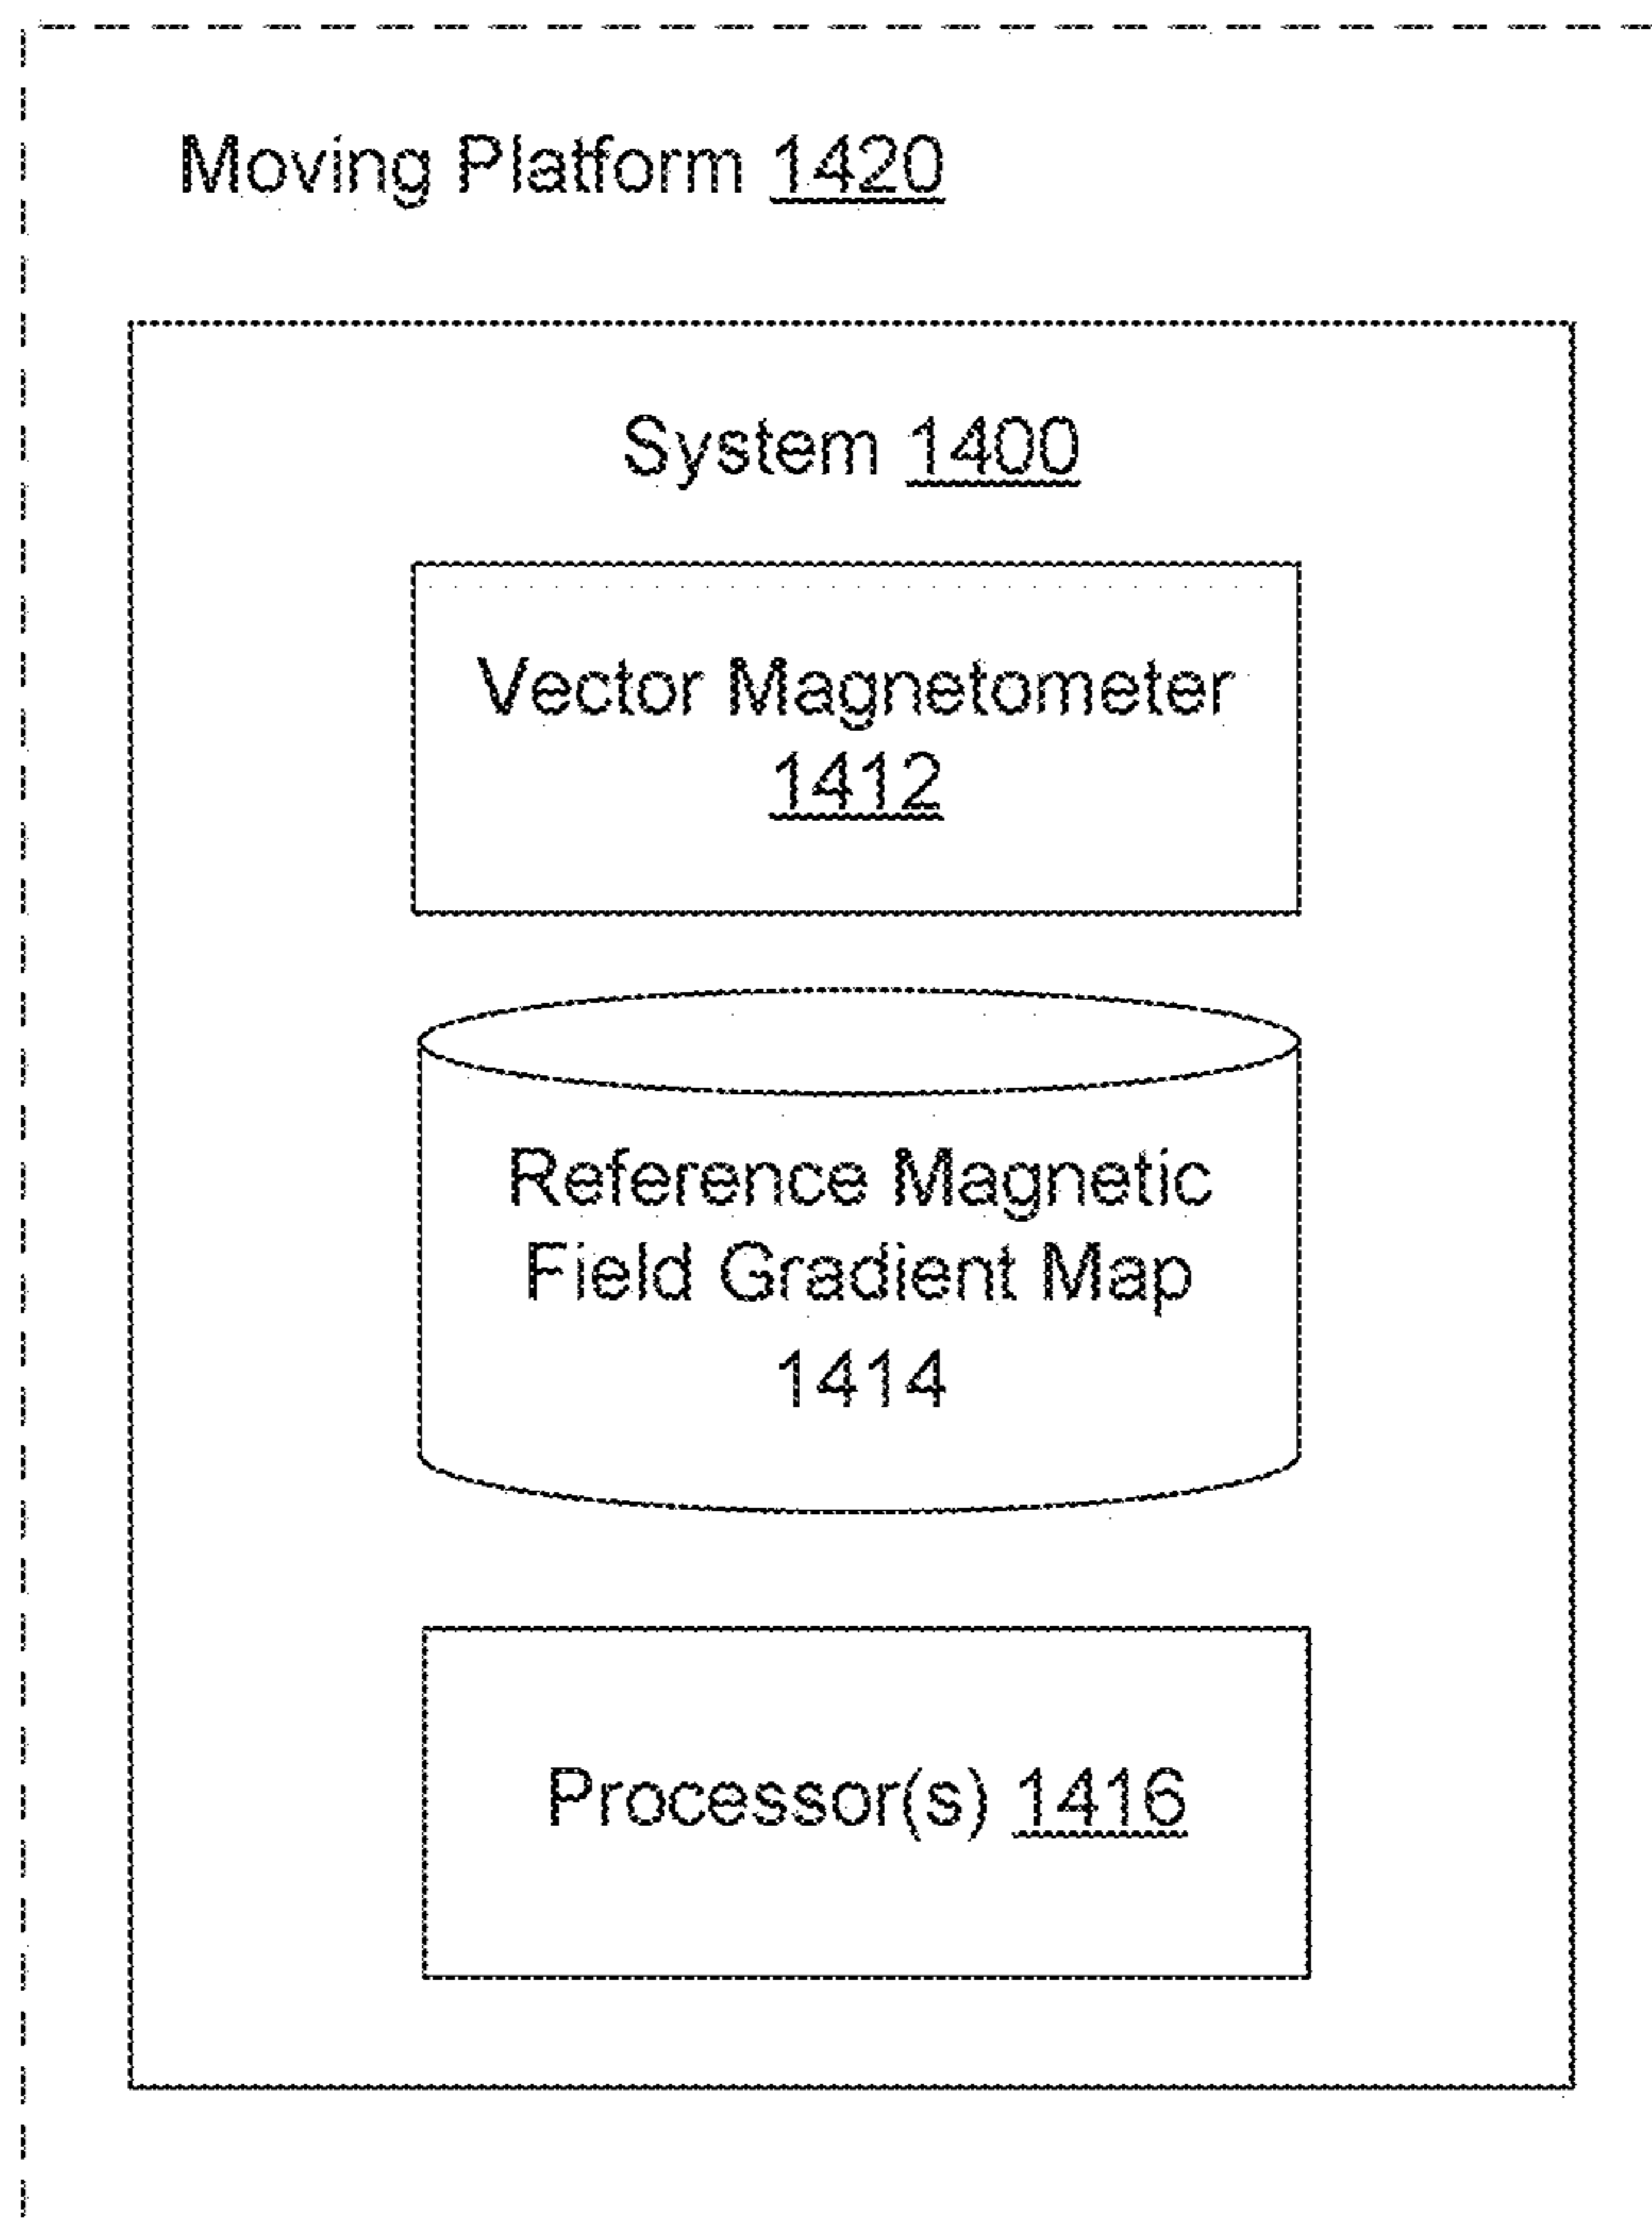 Moving Platform 1420
System 1400
Vector Magnetometer
1412
Reference Magnetic
Field Gradient Map
1414
Processor(s) 1416